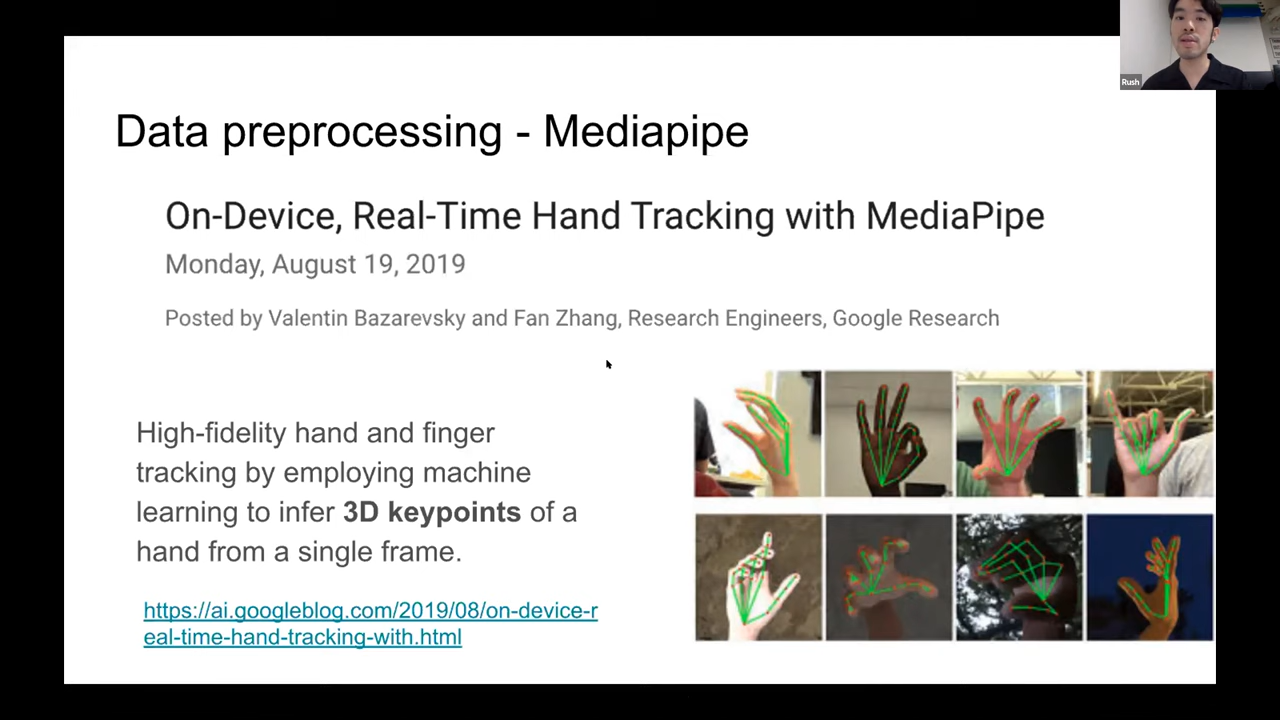 Rush
Data preprocessing - Mediapipe
On-Device, Real-Time Hand Tracking with MediaPipe
Monday, August 19, 2019
Posted by Valentin Bazarevsky and Fan Zhang, Research Engineers, Google Research
High-fidelity hand and finger
tracking by employing machine
learning to infer 3D keypoints of a
hand from a single frame.
https://ai.googleblog.com/2019/08/on-device-r
eal-time-hand-tracking-with.html